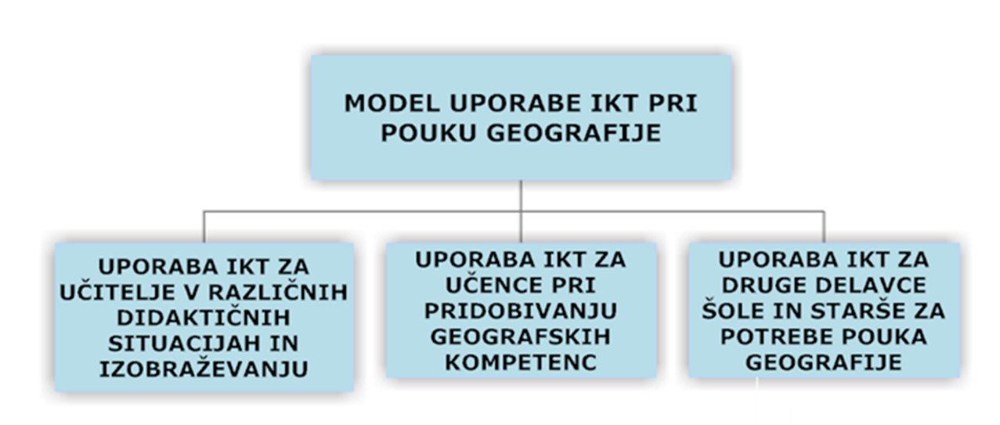 MODEL UPORABE IKT PRI
POUKU GEOGRAFIJE
UPORABA IKT ZA
UČITELJE V RAZLIČNIH
DIDAKTIČNIH
SITUACIJAH IN
IZOBRAŽEVANJU
UPORABA IKT ZA
UČENCE PRI
PRIDOBIVANJU
GEOGRAFSKIH
KOMPETENC
UPORABA IKT ZA
DRUGE DELAVCE
ŠOLE IN STARŠE ZA
POTREBE POUKA
GEOGRAFIJE